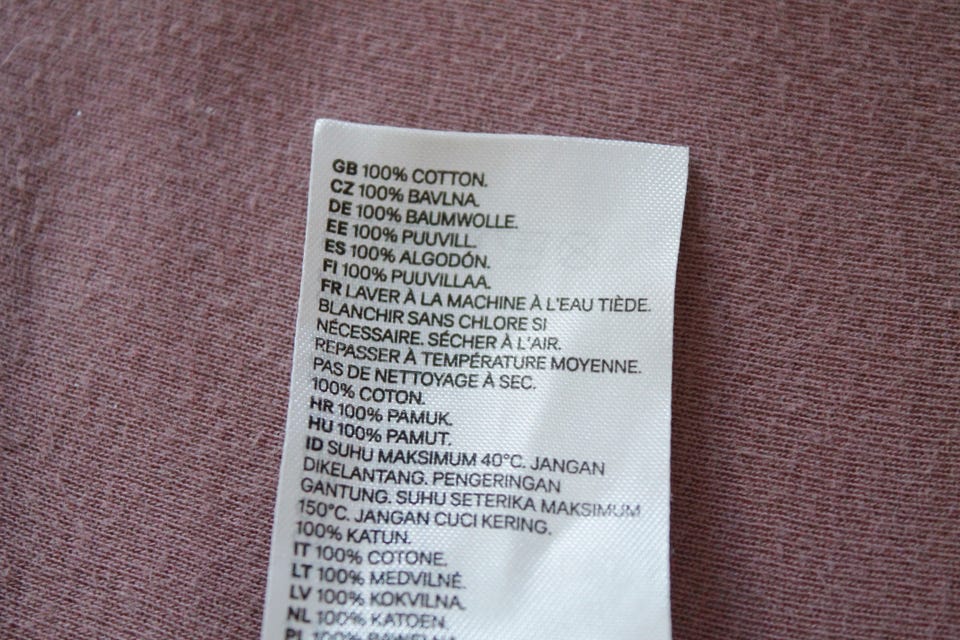 GB 100% COTTON.
CZ 100% BAVLNA.
DE 100% BAUMWOLLE.
EE 100% PUUVILL.
ES 100% ALGODÓN.
FI 100% PUUVILLAA.
FR LAVER À LA MACHINE À L'EAU TIÈDE.
BLANCHIR SANS CHLORE SI
NÉCESSAIRE. SÉCHER À L'AIR.
REPASSER À TEMPÉRATURE MOYENNE.
PAS DE NETTOYAGE À SEC.
100% COTON.
HR 100% PAMUK.
HU 100% PAMUT.
ID SUHU MAKSIMUM 40°C. JANGAN
DIKELANTANG. PENGERINGAN
GANTUNG. SUHU SETERIKA MAKSIMUM
150°C. JANGAN CUCI KERING.
100% KATUN.
IT 100% COTONE.
LT 100% MEDVILNĖ.
LV 100% KOKVILNA.
NL 100% KATOEN.
PL 100% BAWEŁNA